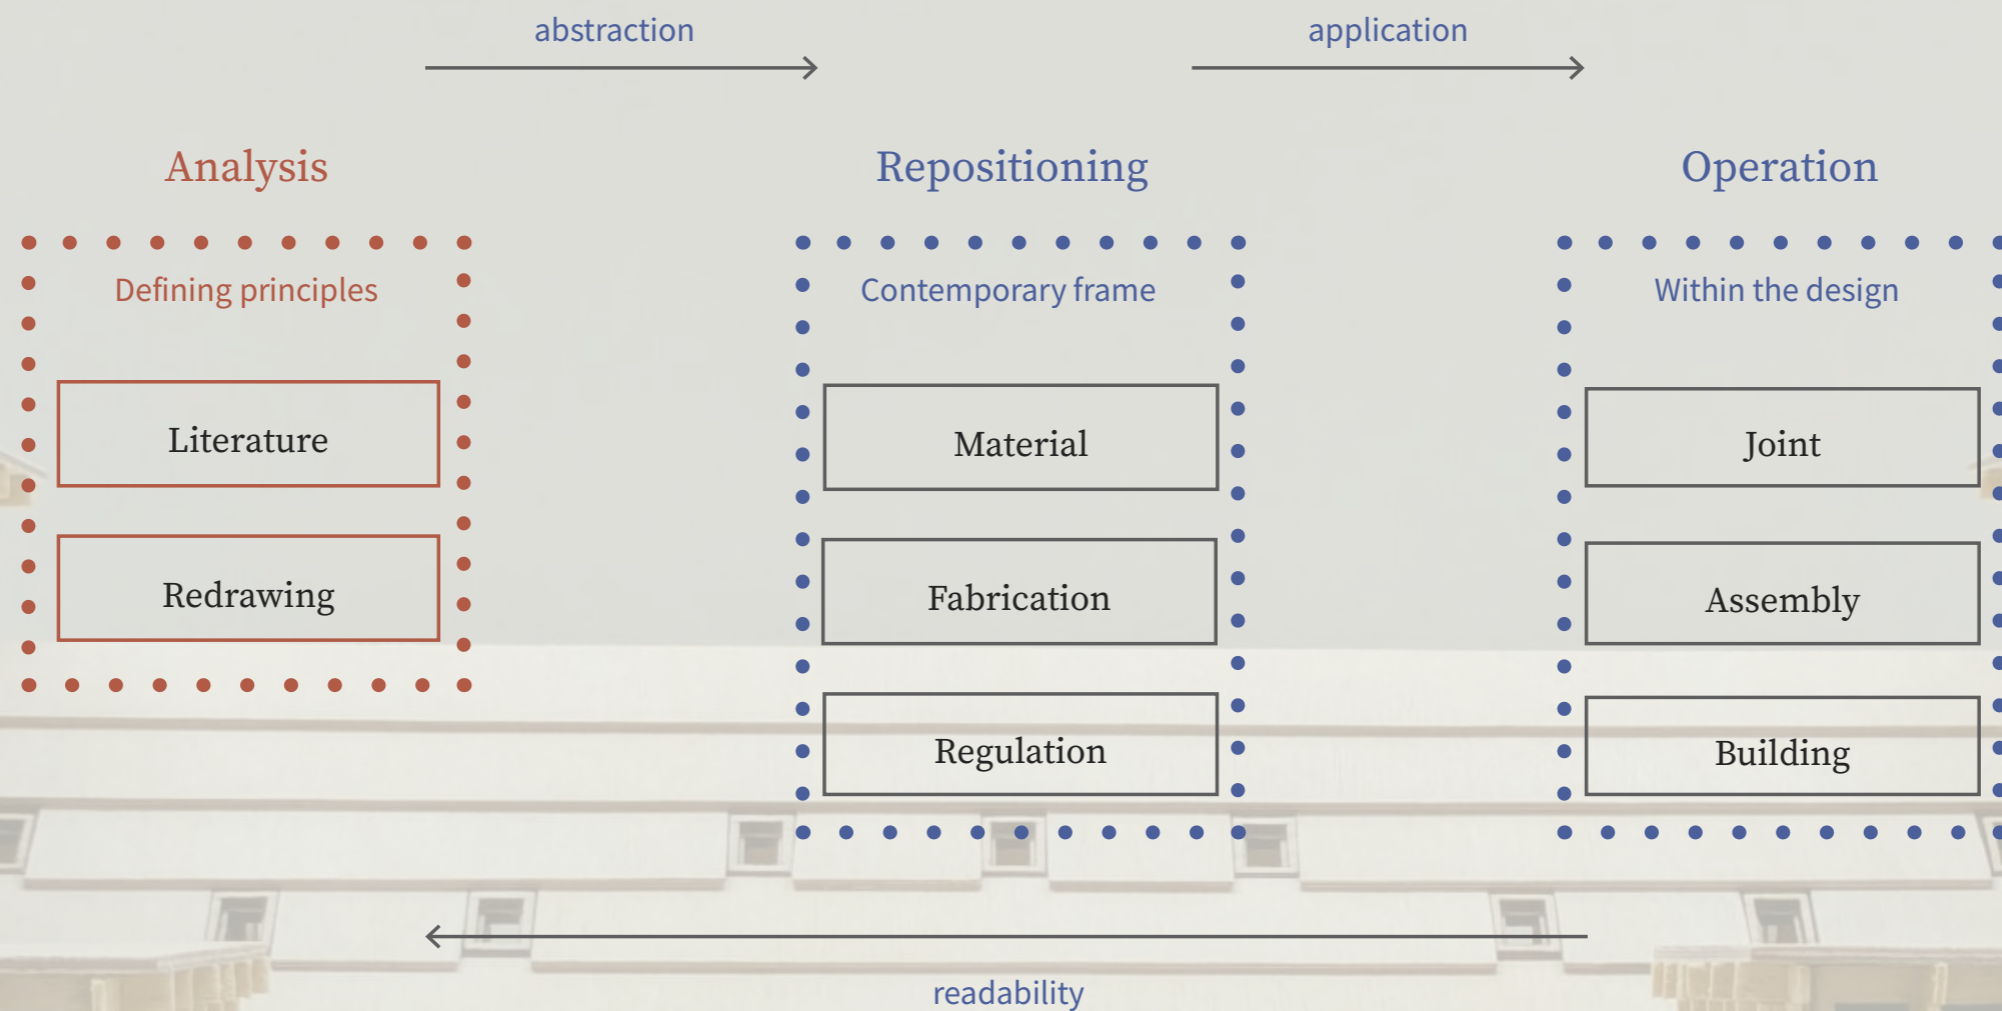 abstraction
application
Analysis
Defining principles
Literature
Redrawing
Repositioning
Contemporary frame
Material
Fabrication
Regulation
Operation
Within the design
Joint
Assembly
Building
readability